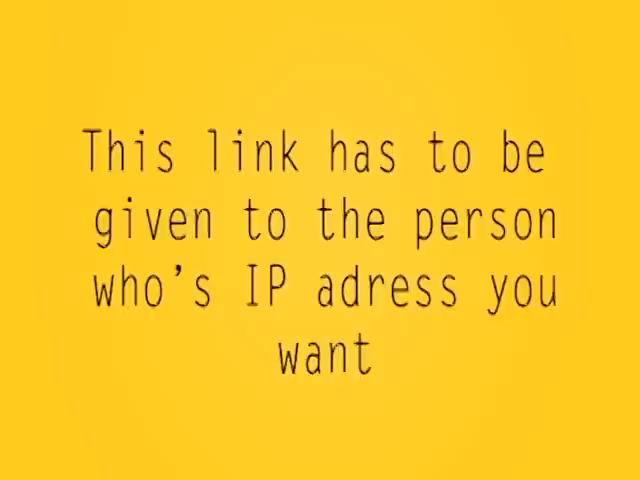 This link has to be
given to the person
who's IP adress you
want